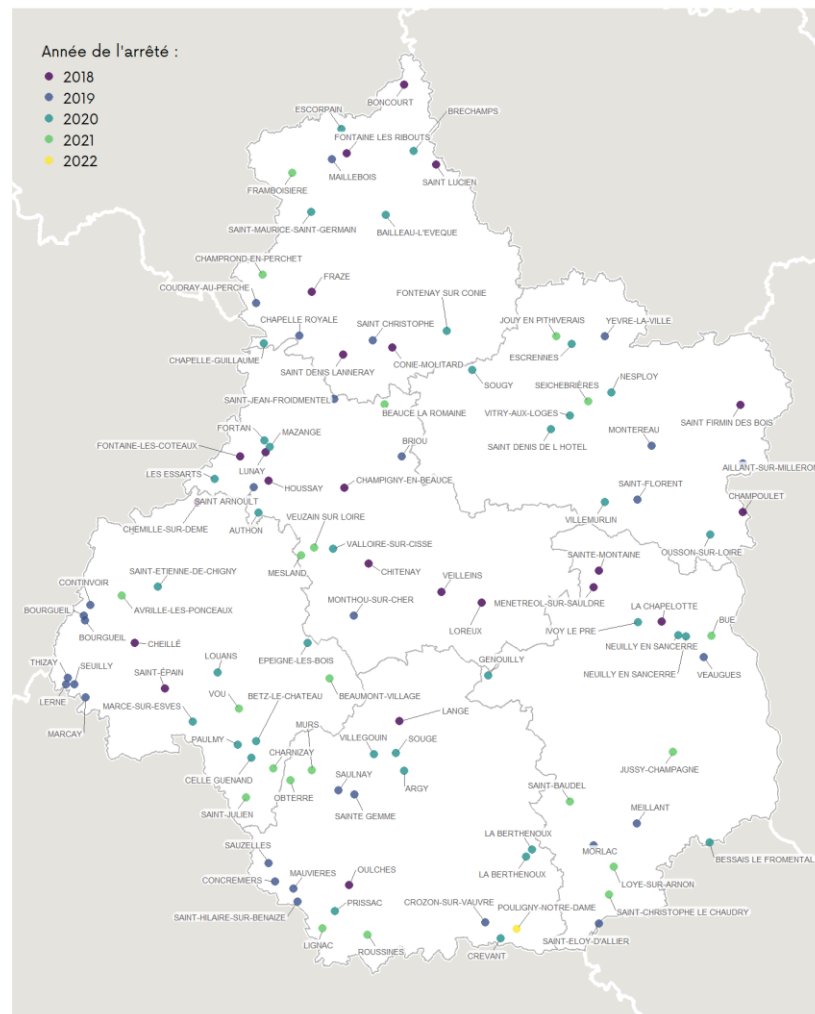 Année de l'arrêté :
2018
2019
2020
2021
2022
BONCOURT
ESCORPAIN
BRECHAMPS
FONTAINE LES RIBOUTS
MAILLEBOIS
SAINT LUCIEN
FRAMBOISIERE
SAINT-MAURICE-SAINT-GERMAIN
BAILLEAU-L'EVEQUE
CHAMPROND-EN-PERCHET
FRAZE
COUDRAY-AU-PERCHE
FONTENAY SUR CONIE
CHAPELLE ROYALE
SAINT CHRISTOPHE
JOUY EN PITHIVERAIS
YEVRE-LA-VILLE
CHAPELLE-GUILLAUME
ESCRENNES
SAINT DENIS LANNERAY
CONIE-MOLITARD
SOUGY
SEICHEBRIÈRES
NESPLOY
SAINT-JEAN-FROIDMENTEL
BEAUCE LA ROMAINE
VITRY-AUX-LOGES
SAINT FIRMIN DES BOIS
FORTAN
MAZANGE
SAINT DENIS DE L HOTEL
MONTEREAU
FONTAINE-LES-COTEAUX
BRIOU
LUNAY
AILLANT-SUR-MILLERON
LES ESSARTS
HOUSSAY
CHAMPIGNY-EN-BEAUCE
SAINT-FLORENT
SAINT ARNOULT
CHAMPOULET
CHEMILLE-SUR-DEME
AUTHON
VEUZAIN SUR LOIRE
VILLEMURLIN
OUSSON-SUR-LOIRE
VALLOIRE-SUR-CISSE
SAINTE-MONTAINE
MESLAND
CHITENAY
SAINT-ETIENNE-DE-CHIGNY
VEILLEINS
CONTINVOIR
AVRILLE-LES-PONCEAUX
MONTHOU-SUR-CHER
MENETREOL-SUR-SAULDRE
LA CHAPELOTTE
BOURGUEIL
LOREUX
IVOY LE PRE
BUE
BOURGUEIL
CHEILLÉ
NEUILLY EN SANCERRE
LOUANS
EPEIGNE-LES-BOIS
GENOUILLY
NEUILLY EN SANCERRE
THIZAY
SEUILLY
SAINT-ÉPAIN
VEAUGUES
LERNE
VOU
BETZ-LE-CHATEAU
BEAUMONT-VILLAGE
MARCE-SUR-ESVES
MARCAY
LANGE
MURS
PAULMY
VILLEGOUIN
SOUGE
CHARNIZAY
CELLE GUENAND
SAULNAY
ARGY
JUSSY-CHAMPAGNE
OBTERRE
SAINT-BAUDEL
SAINT-JULIEN
SAINTE GEMME
MEILLANT
LA BERTHENOUX
SAUZELLES
MORLAC
BESSAIS LE FROMENTAL
LA BERTHENOUX
CONCREMIERS
MAUVIERES
OULCHES
LOYE-SUR-ARNON
CROZON-SUR-VAUVRE
POULIGNY-NOTRE-DAME
PRISSAC
SAINT-CHRISTOPHE LE CHAUDRY
SAINT-HILAIRE-SUR-BENAIZE
SAINT-ELOY-D'ALLIER
LIGNAC
ROUSSINES
CREVANT